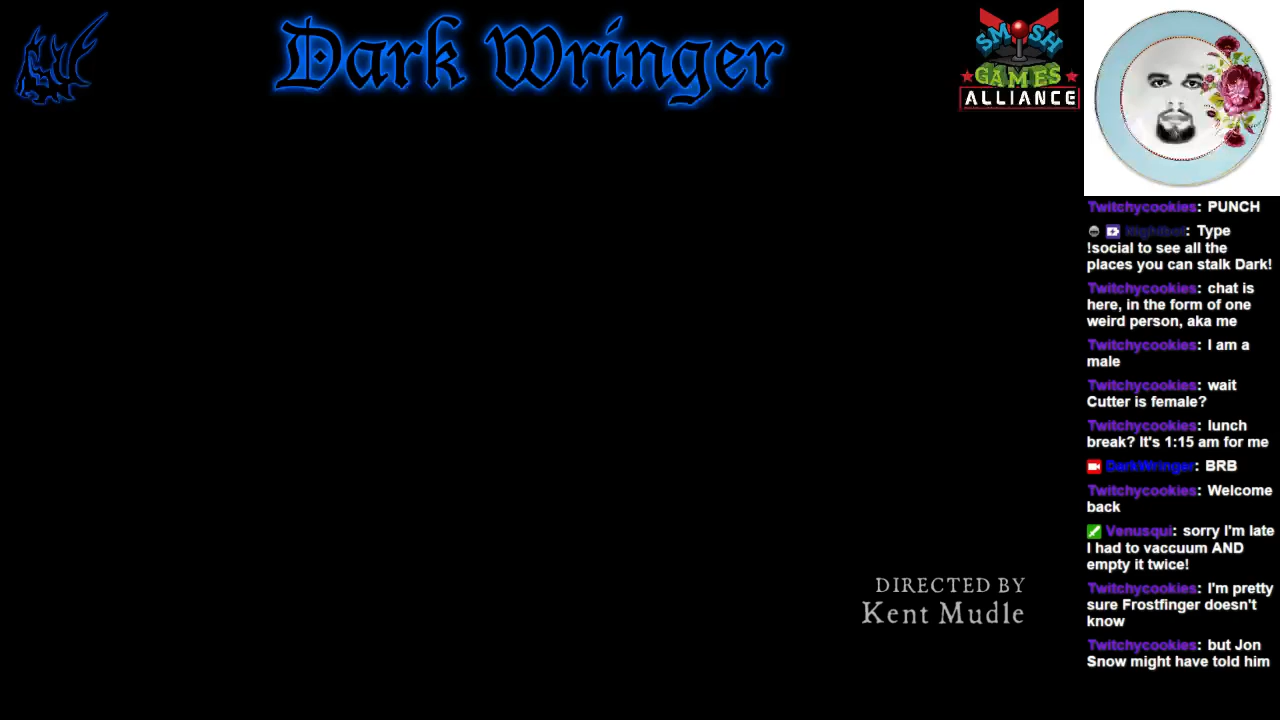 Dark Wringer
SMASH
GAMES
ALLIANCE
Twitchycookies: PUNCH
Nightbot: Type
!social to see all the
places you can stalk Dark!
Twitchycookies: chat is
here, in the form of one
weird person, aka me
Twitchycookies: I am a
male
Twitchycookies: wait
Cutter is female?
Twitchycookies: lunch
break? It's 1:15 am for me
DarkWringer: BRB
Twitchycookies: Welcome
back
Venusqui: sorry I'm late
I had to vaccuum AND
empty it twice!
Twitchycookies: I'm pretty
sure Frostfinger doesn't
know
Twitchycookies: but Jon
Snow might have told him
DIRECTED BY
Kent Mudle